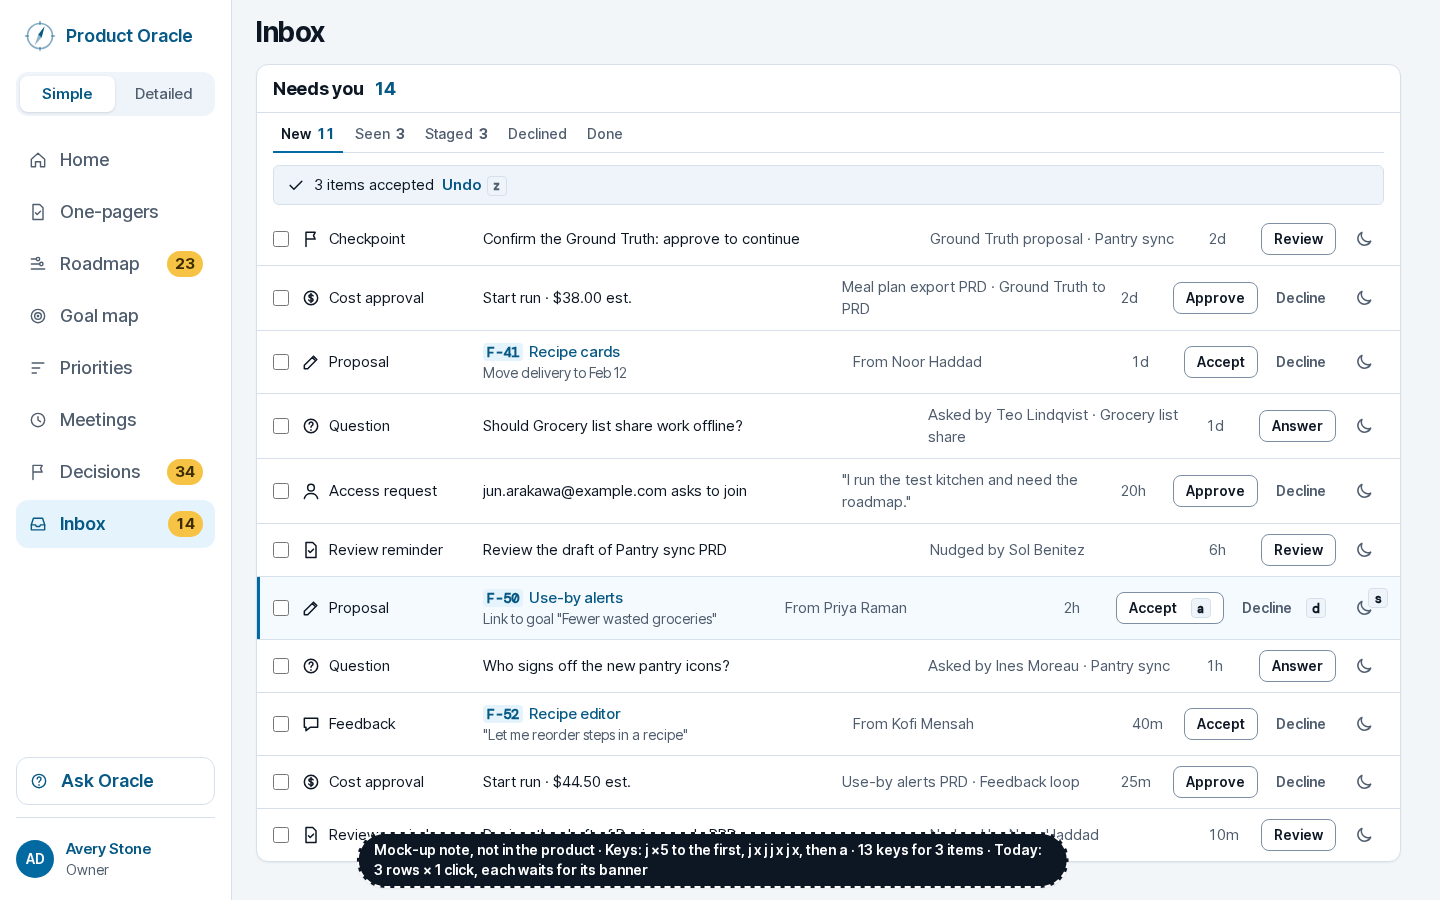 Product Oracle
Simple
Detailed
Home
One-pagers
Roadmap 23
Goal map
Priorities
Meetings
Decisions 34
Inbox 14
Ask Oracle
AD
Avery Stone
Owner
Inbox
Needs you 14
New 11 Seen 3 Staged 3 Declined Done
3 items accepted Undo z
Checkpoint Confirm the Ground Truth: approve to continue Ground Truth proposal · Pantry sync 2d Review
Cost approval Start run · $38.00 est. Meal plan export PRD · Ground Truth to
PRD 2d Approve Decline
Proposal F-41 Recipe cards
Move delivery to Feb 12 From Noor Haddad 1d Accept Decline
Question Should Grocery list share work offline? Asked by Teo Lindqvist · Grocery list
share 1d Answer
Access request jun.arakawa@example.com asks to join "I run the test kitchen and need the
roadmap." 20h Approve Decline
Review reminder Review the draft of Pantry sync PRD Nudged by Sol Benitez 6h Review
Proposal F-50 Use-by alerts
Link to goal "Fewer wasted groceries" From Priya Raman 2h Accept a Decline d s
Question Who signs off the new pantry icons? Asked by Ines Moreau · Pantry sync 1h Answer
Feedback F-52 Recipe editor
"Let me reorder steps in a recipe" From Kofi Mensah 40m Accept Decline
Cost approval Start run · $44.50 est. Use-by alerts PRD · Feedback loop 25m Approve Decline
Haddad 10m Review
Mock-up note, not in the product · Keys: j ×5 to the first, j x j j x j x, then a · 13 keys for 3 items · Today:
3 rows × 1 click, each waits for its banner